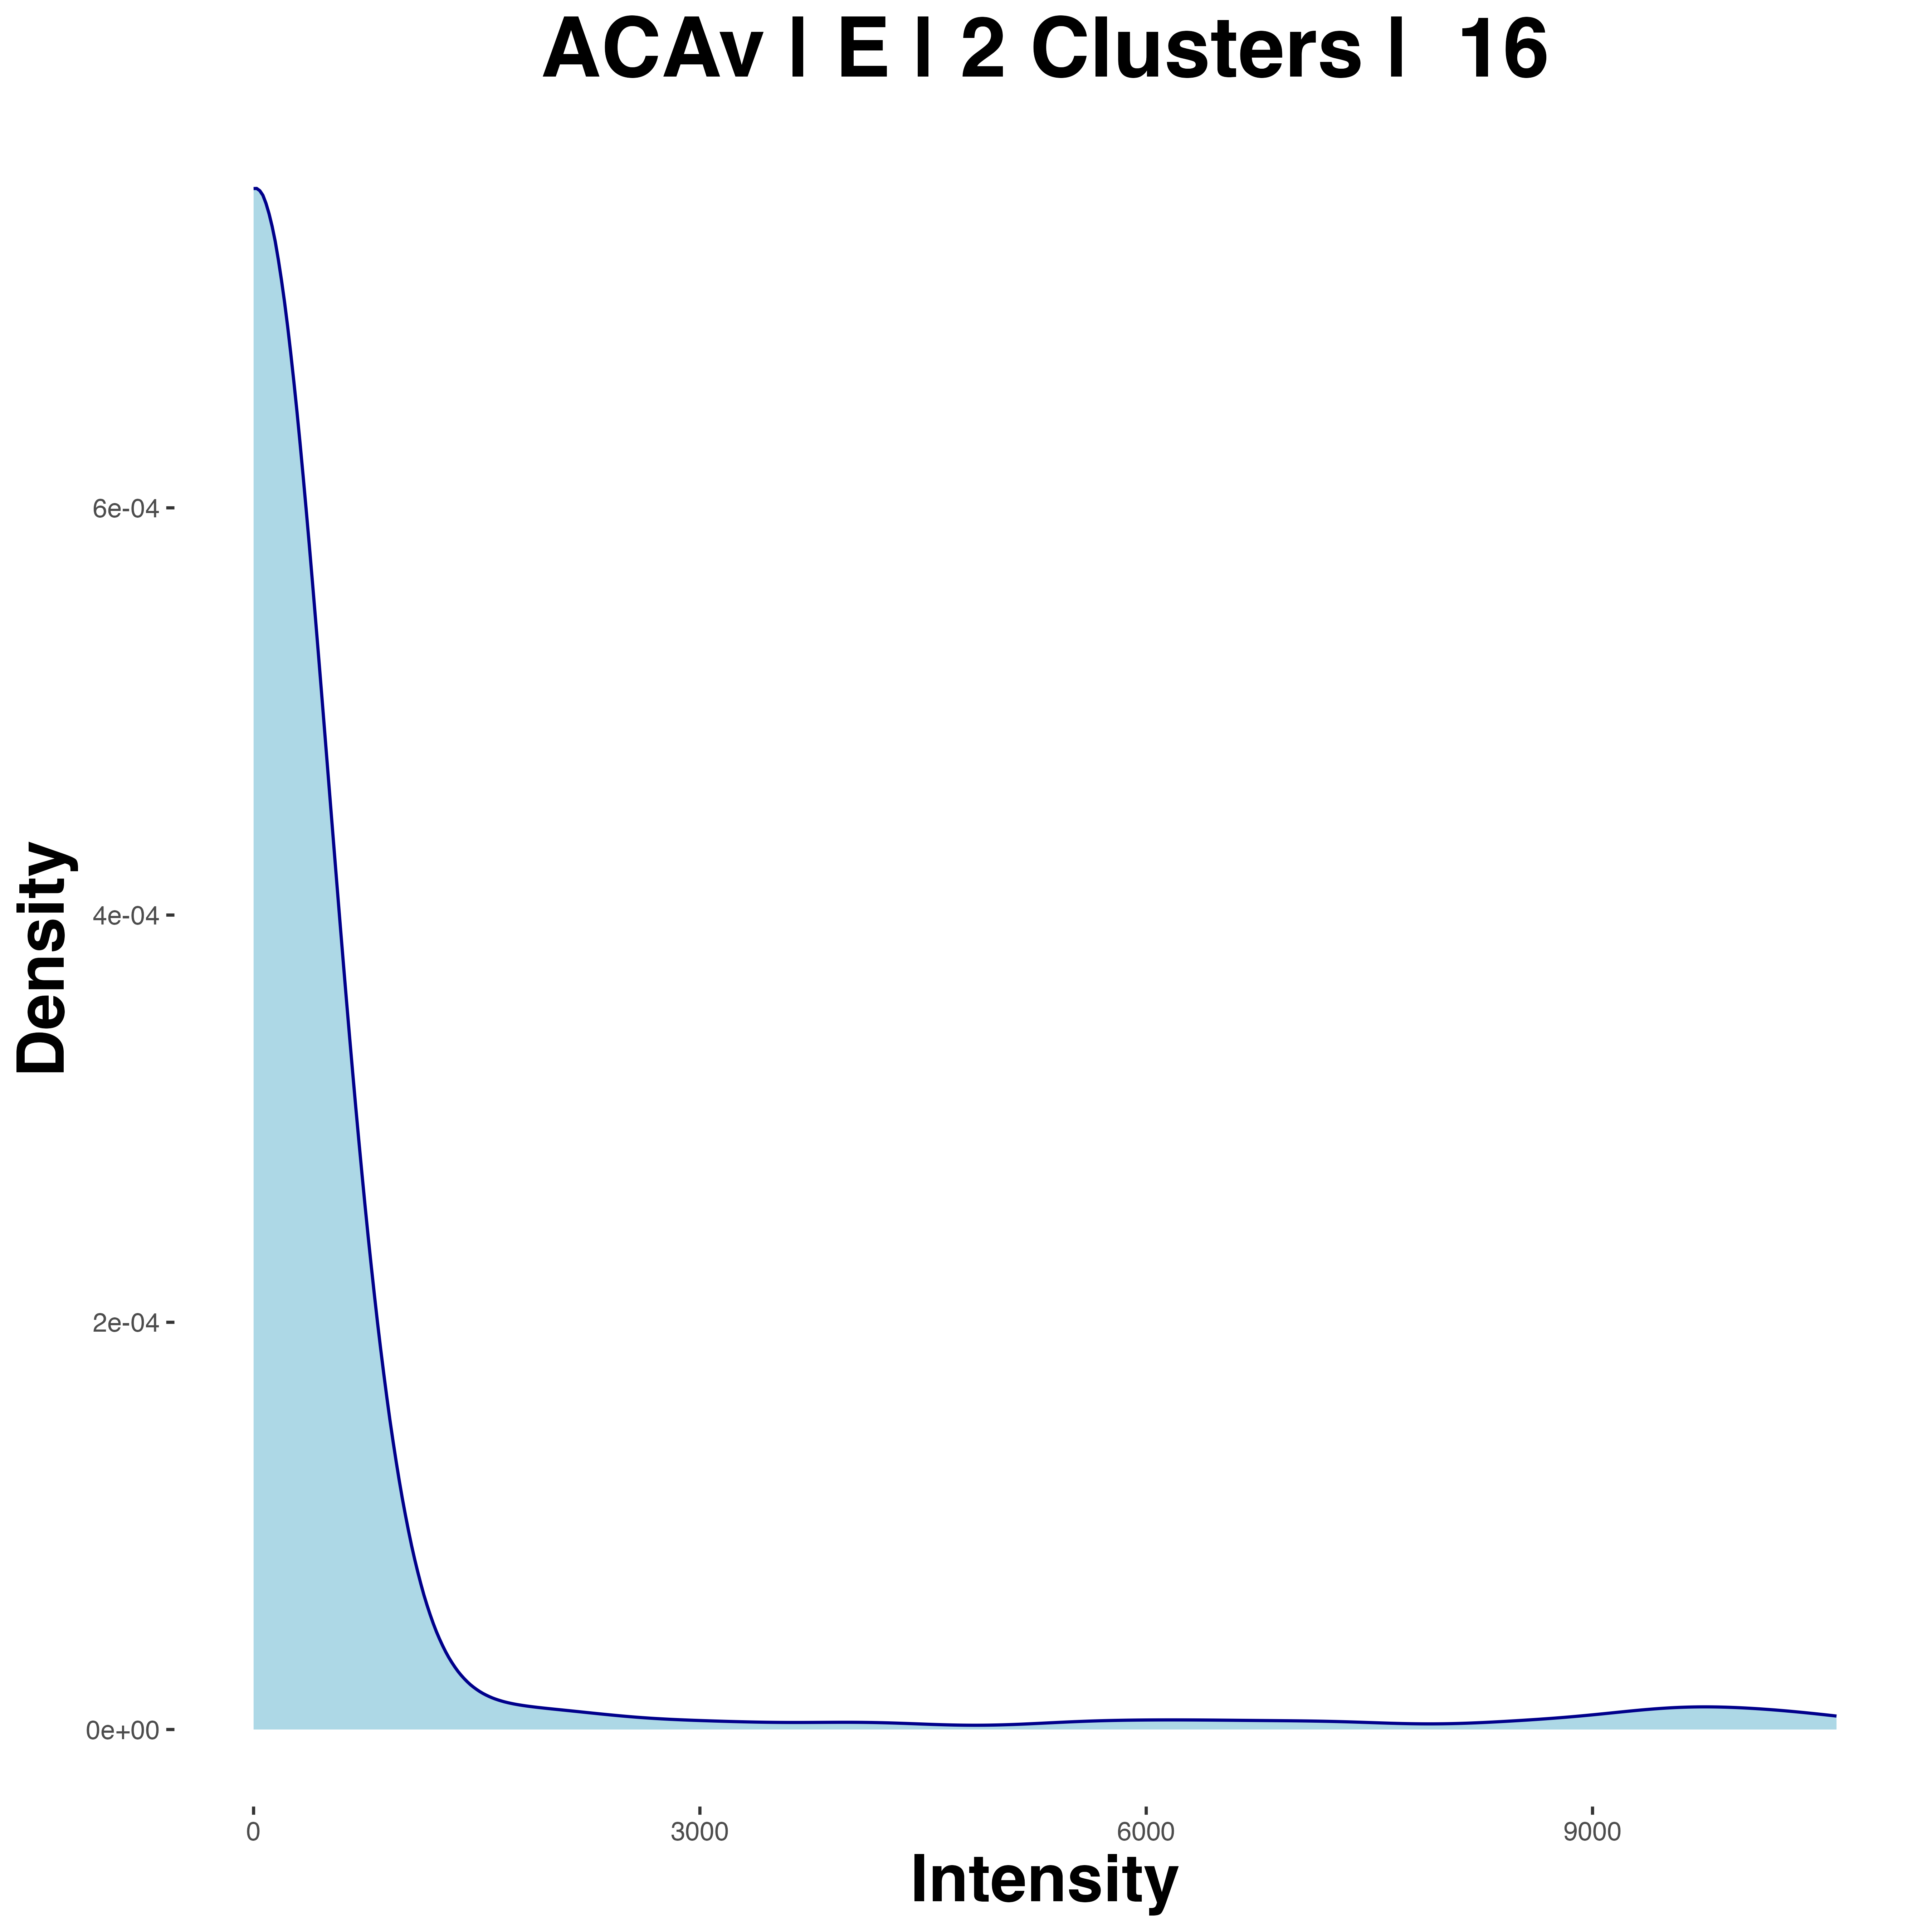 ACAv | E | 2 Clusters | 16
Density
6e-04
4e-04
2e-04
0e+00
0
3000
6000
9000
Intensity